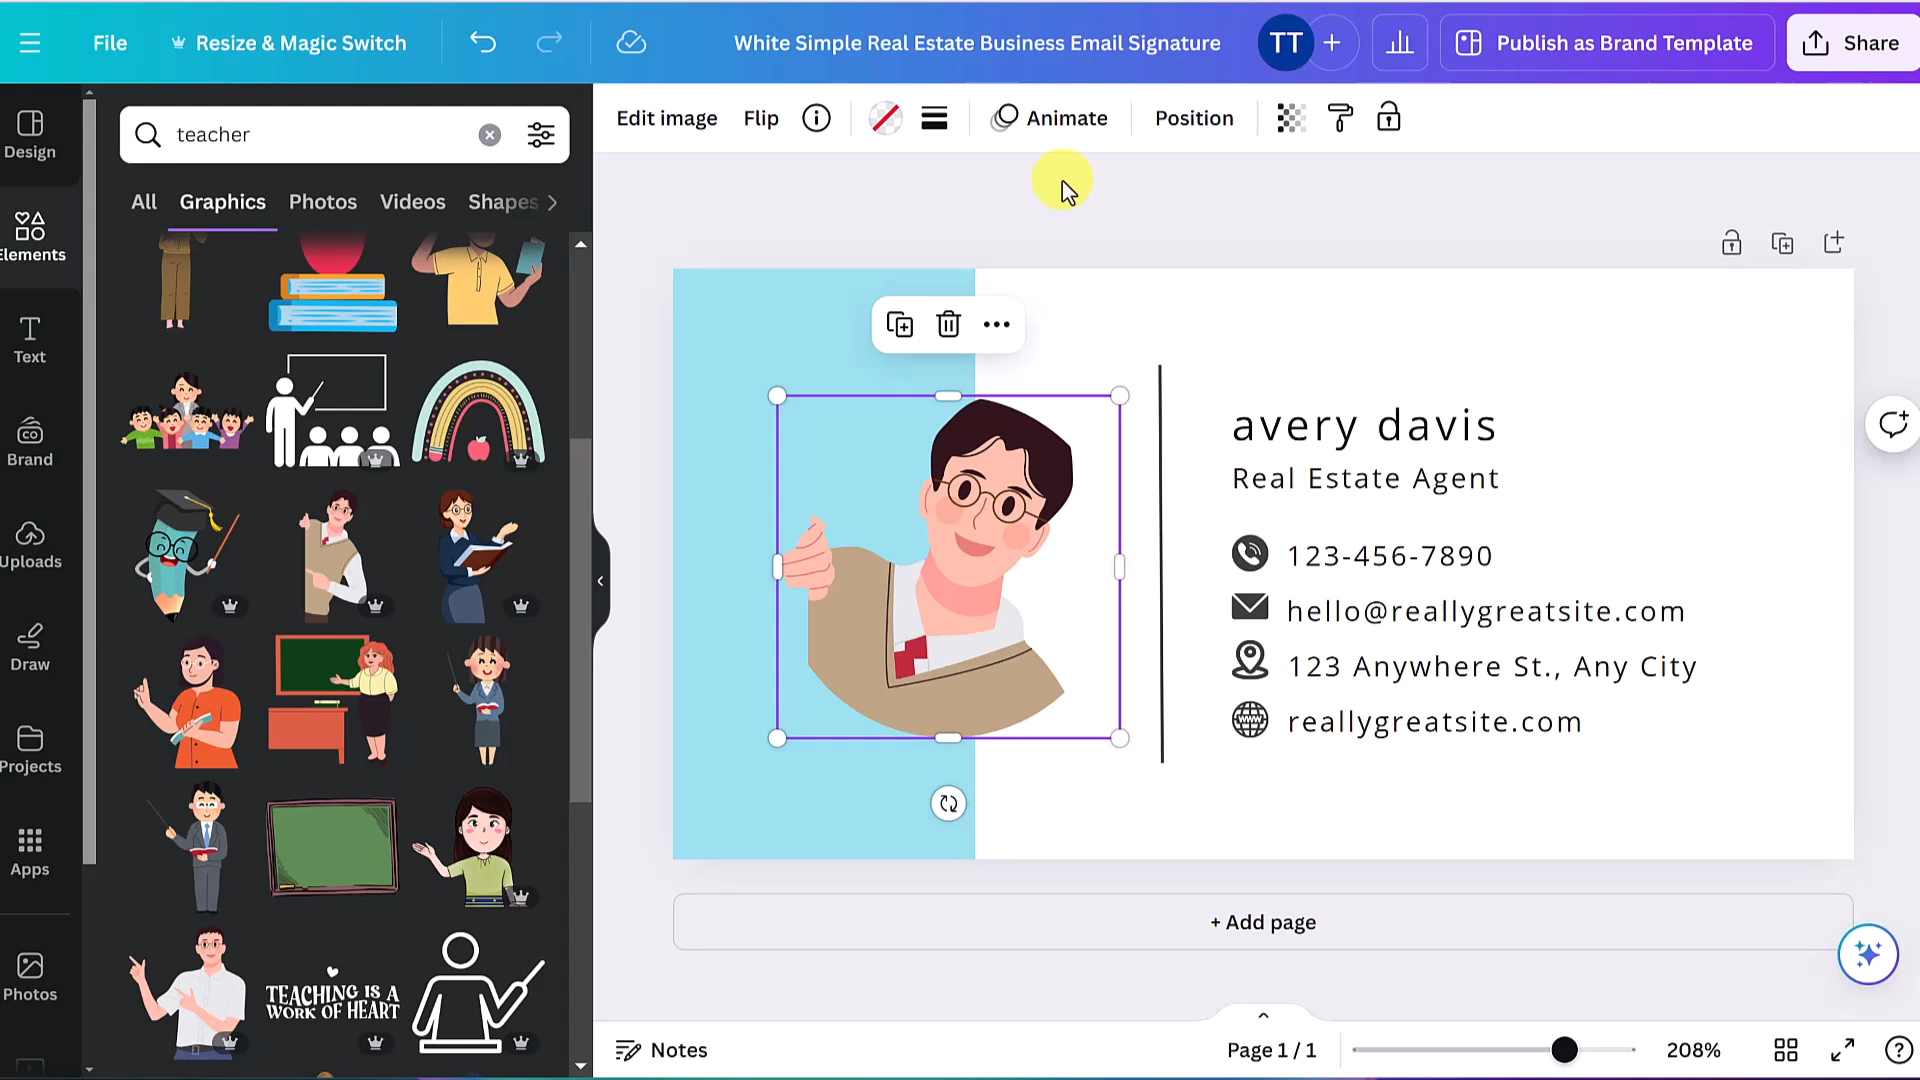 File
Resize & Magic Switch
White Simple Real Estate Business Email Signature
TT
Publish as Brand Template
Share
Design
Elements
Text
Brand
Uploads
Draw
Projects
Apps
Photos
teacher
All
Graphics
Photos
Videos
Shapes
TEACHING IS A
WORK OF HEART
Edit image
Flip
Animate
Position
avery davis
Real Estate Agent
123-456-7890
hello@reallygreatsite.com
123 Anywhere St., Any City
www
reallygreatsite.com
+ Add page
Notes
Page 1 / 1
208%